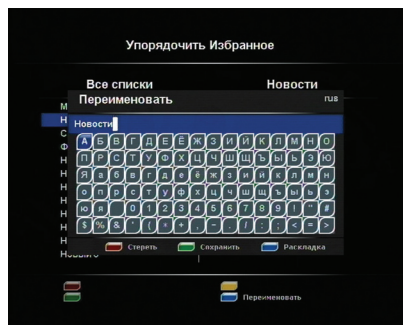 Упорядочить Избранное
Все списки Новости
Переименовать rus
Новости
А Б В Г Д Е Ё Ж З И Й К Л М Н О
П Р С Т У Ф Х Ц Ч Ш Щ Ъ Ы Ь Э Ю
Я а б в г д е ё ж з и й к л м н
о п р с т у ф х ц ч ш щ ъ ы ь э
ю я 0 1 2 3 4 5 6 7 8 9 ! " #
$ % & ' ( * + , - . / : ; < = >
Стереть Сохранить Раскладка
Переименовать